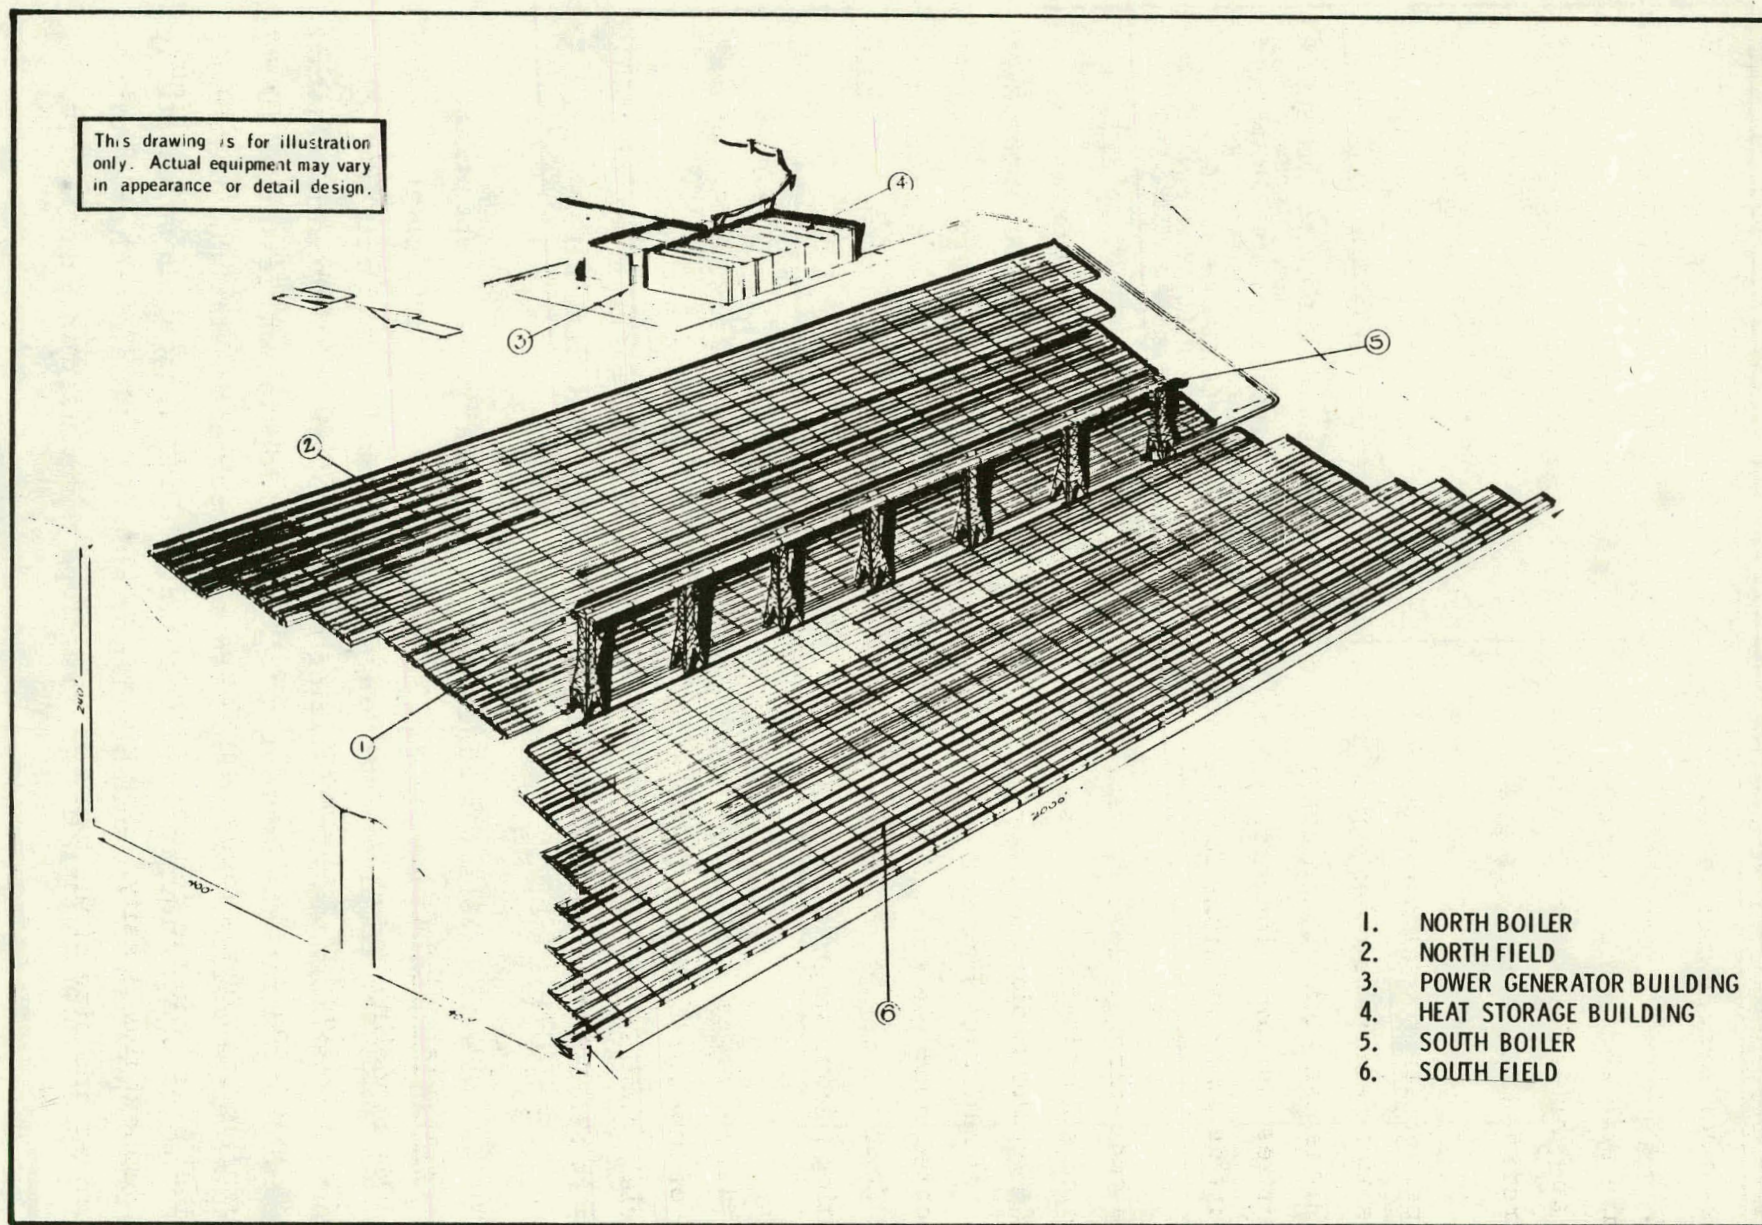 This drawing is for illustration
only. Actual equipment may vary
in appearance or detail design.
4
3
5
2
240'
1
2000'
6
1. NORTH BOILER
2. NORTH FIELD
3. POWER GENERATOR BUILDING
4. HEAT STORAGE BUILDING
5. SOUTH BOILER
6. SOUTH FIELD